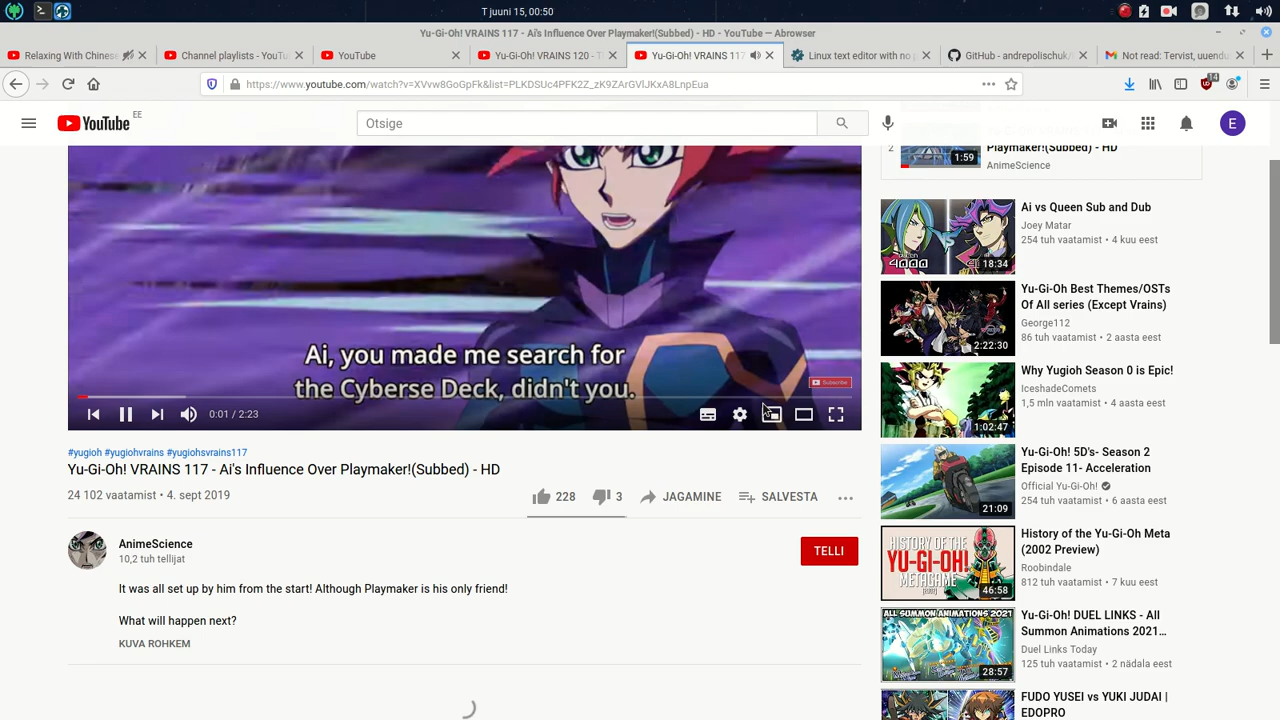 T juuni 15, 00:50
Yu-Gi-Oh! VRAINS 117 - Ai's Influence Over Playmaker!(Subbed) - HD - YouTube — Abrowser
Relaxing With Chinese
Channel playlists - YouTu
YouTube
Yu-Gi-Oh! VRAINS 120 - T
Yu-Gi-Oh! VRAINS 117
Linux text editor with no
GitHub - andrepolischuk/
Not read: Tervist, uuendu
https://www.youtube.com/watch?v=XVvw8GoGpFk&list=PLKDSUc4PFK2Z_zK9ZArGVlJKxA8LnpEua
14
YouTube
EE
Otsige
E
Ai, you made me search for
the Cyberse Deck, didn't you.
Subscribe
0:01 / 2:23
#yugioh #yugiohvrains #yugiohsvrains117
Yu-Gi-Oh! VRAINS 117 - Ai's Influence Over Playmaker!(Subbed) - HD
24 102 vaatamist • 4. sept 2019
228
3
JAGAMINE
SALVESTA
AnimeScience
10,2 tuh tellijat
TELLI
It was all set up by him from the start! Although Playmaker is his only friend!
What will happen next?
KUVA ROHKEM
2
1:59
Playmaker!(Subbed) - HD
AnimeScience
4000
18:34
Ai vs Queen Sub and Dub
Joey Matar
254 tuh vaatamist • 4 kuu eest
2:22:30
Yu-Gi-Oh Best Themes/OSTs
Of All series (Except Vrains)
George112
86 tuh vaatamist • 2 aasta eest
1:02:47
Why Yugioh Season 0 is Epic!
IceshadeComets
1,5 mln vaatamist • 4 aasta eest
21:09
Yu-Gi-Oh! 5D's- Season 2
Episode 11- Acceleration
Official Yu-Gi-Oh!
254 tuh vaatamist • 6 aasta eest
HISTORY OF THE
YU-GI-OH!
METAGAME
46:58
History of the Yu-Gi-Oh Meta
(2002 Preview)
Roobindale
812 tuh vaatamist • 7 kuu eest
ALL SUMMON ANIMATIONS 2021
28:57
Yu-Gi-Oh! DUEL LINKS - All
Summon Animations 2021…
Duel Links Today
125 tuh vaatamist • 2 nädala eest
FUDO YUSEI vs YUKI JUDAI |
EDOPRO